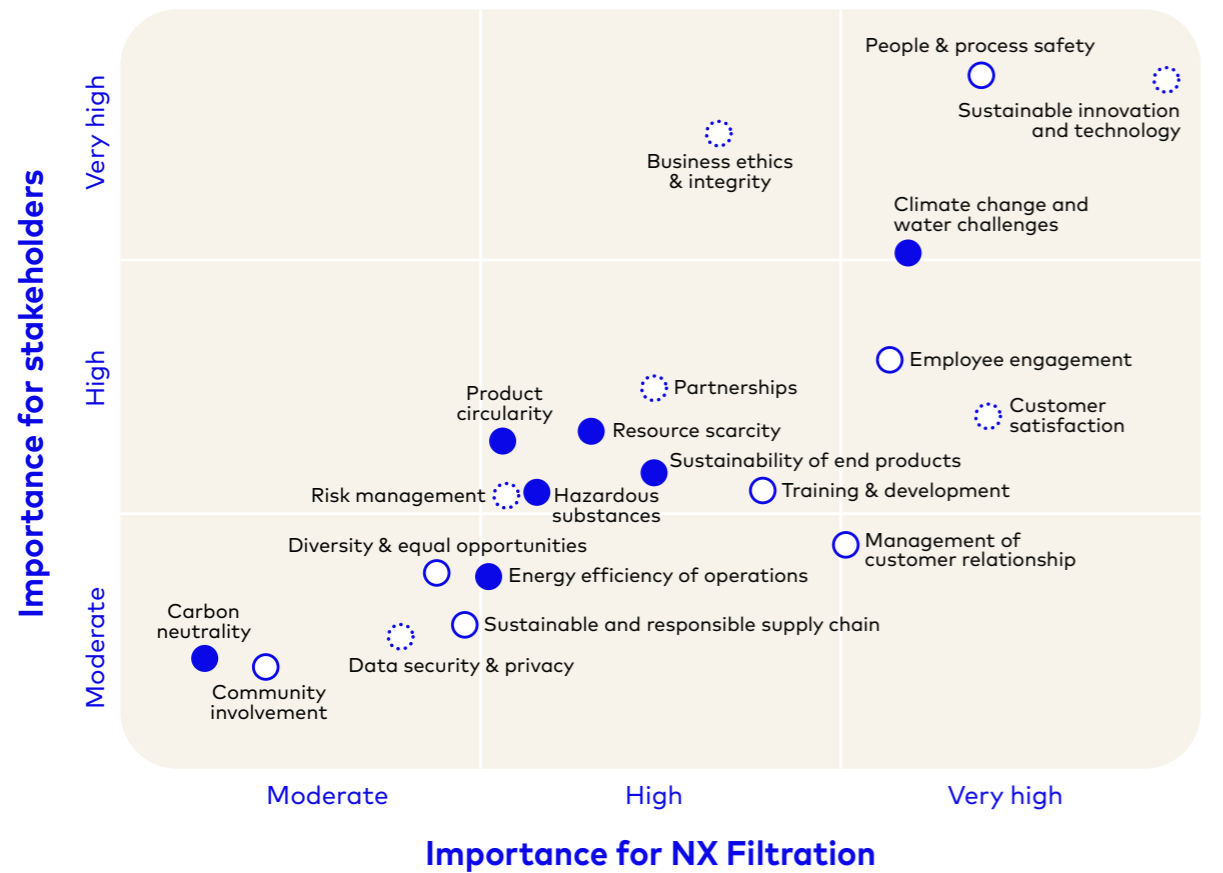 People & process safety
Sustainable innovation
and technology
Business ethics
& integrity
Climate change and
water challenges
Employee engagement
Partnerships
Customer
satisfaction
Product
circularity
Resource scarcity
Sustainability of end products
Training & development
Risk management
Hazardous
substances
Management of
customer relationship
Diversity & equal opportunities
Energy efficiency of operations
Carbon
neutrality
Sustainable and responsible supply chain
Data security & privacy
Community
involvement
Importance for stakeholders
Very high
High
Moderate
Moderate
High
Very high
Importance for NX Filtration